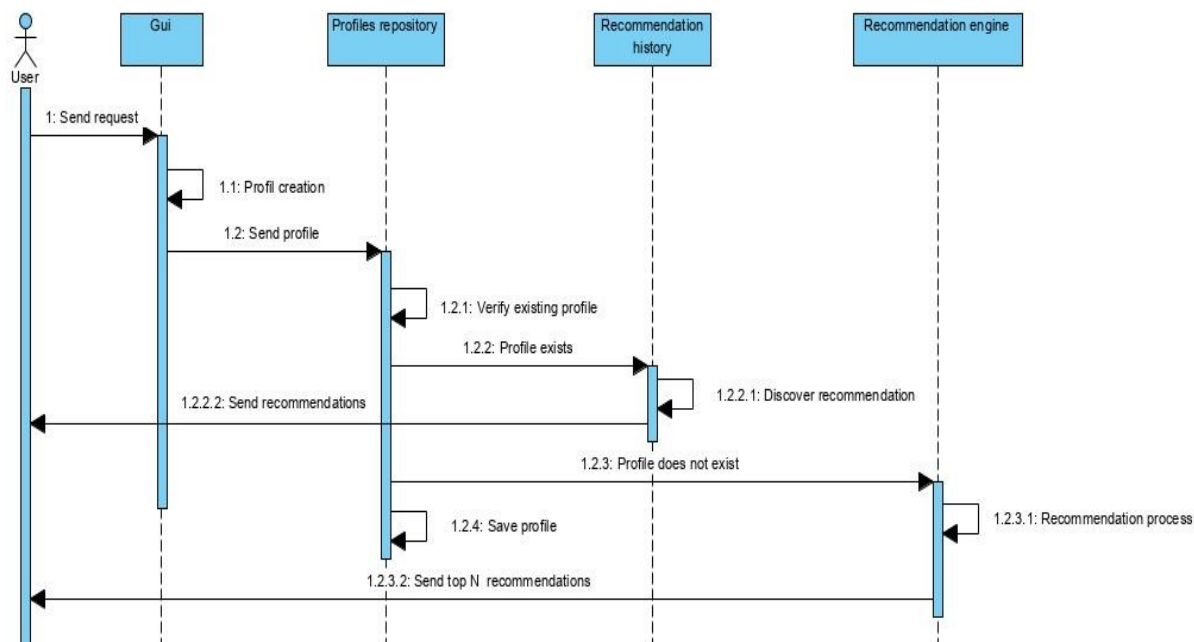 Gui
Profiles repository
Recommendation
history
Recommendation engine
User
1: Send request
1.1: Profil creation
1.2: Send profile
1.2.1: Verify existing profile
1.2.2: Profile exists
1.2.2.1: Discover recommendation
1.2.2.2: Send recommendations
1.2.3: Profile does not exist
1.2.4: Save profile
1.2.3.1: Recommendation process
1.2.3.2: Send top N recommendations